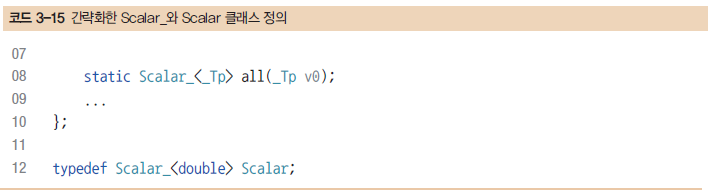 코드 3-15 간략화한 Scalar_와 Scalar 클래스 정의
07
08 static Scalar_<_Tp> all(_Tp v0);
09 ...
10 };
11
12 typedef Scalar_<double> Scalar;